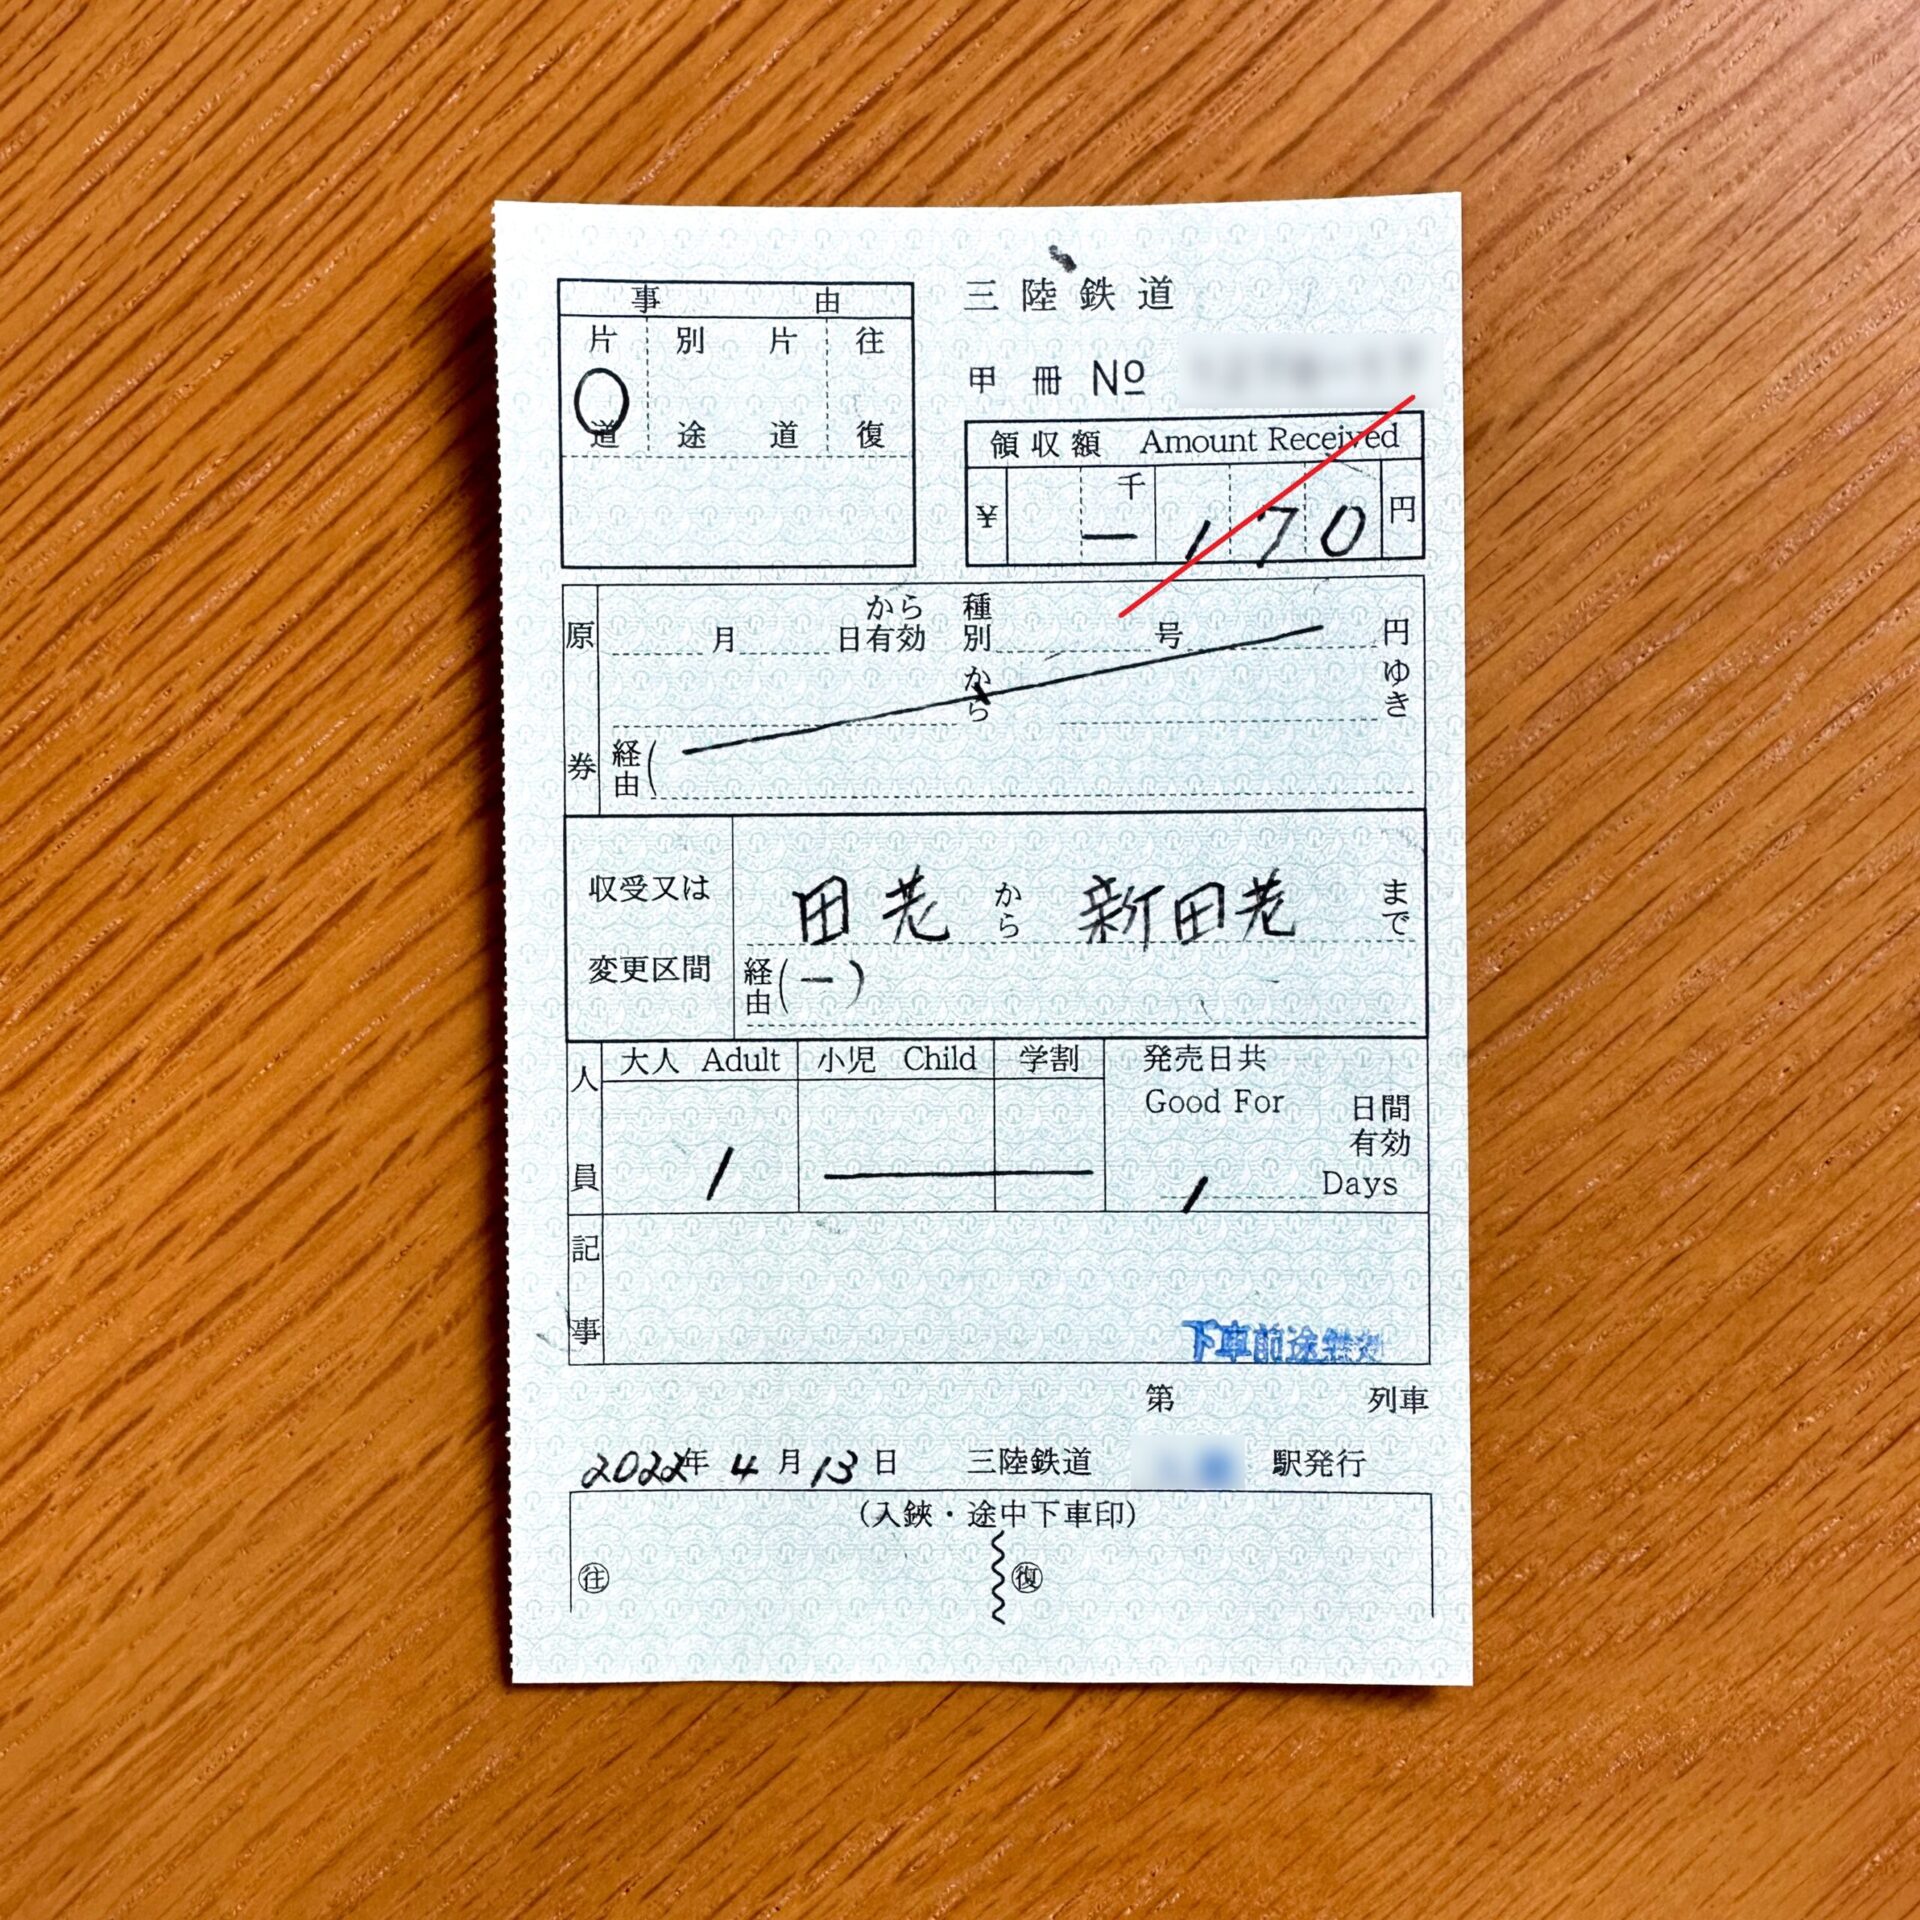 三陸鉄道
事由
片道 別途 片道 往復
甲冊 No
領収額 Amount Received
千
¥ ー 170 円
原券
月 日から有効 種別 号 円
から ゆき
経由(
収受又は変更区間
田老 から 新田老 まで
経由(ー)
人員
大人 Adult 小児 Child 学割 発売日共
Good For 日間有効
1 1 Days
記事
下車前途無効
第 列車
2022年 4月13日 三陸鉄道 駅発行
(入鋏・途中下車印)
往 復